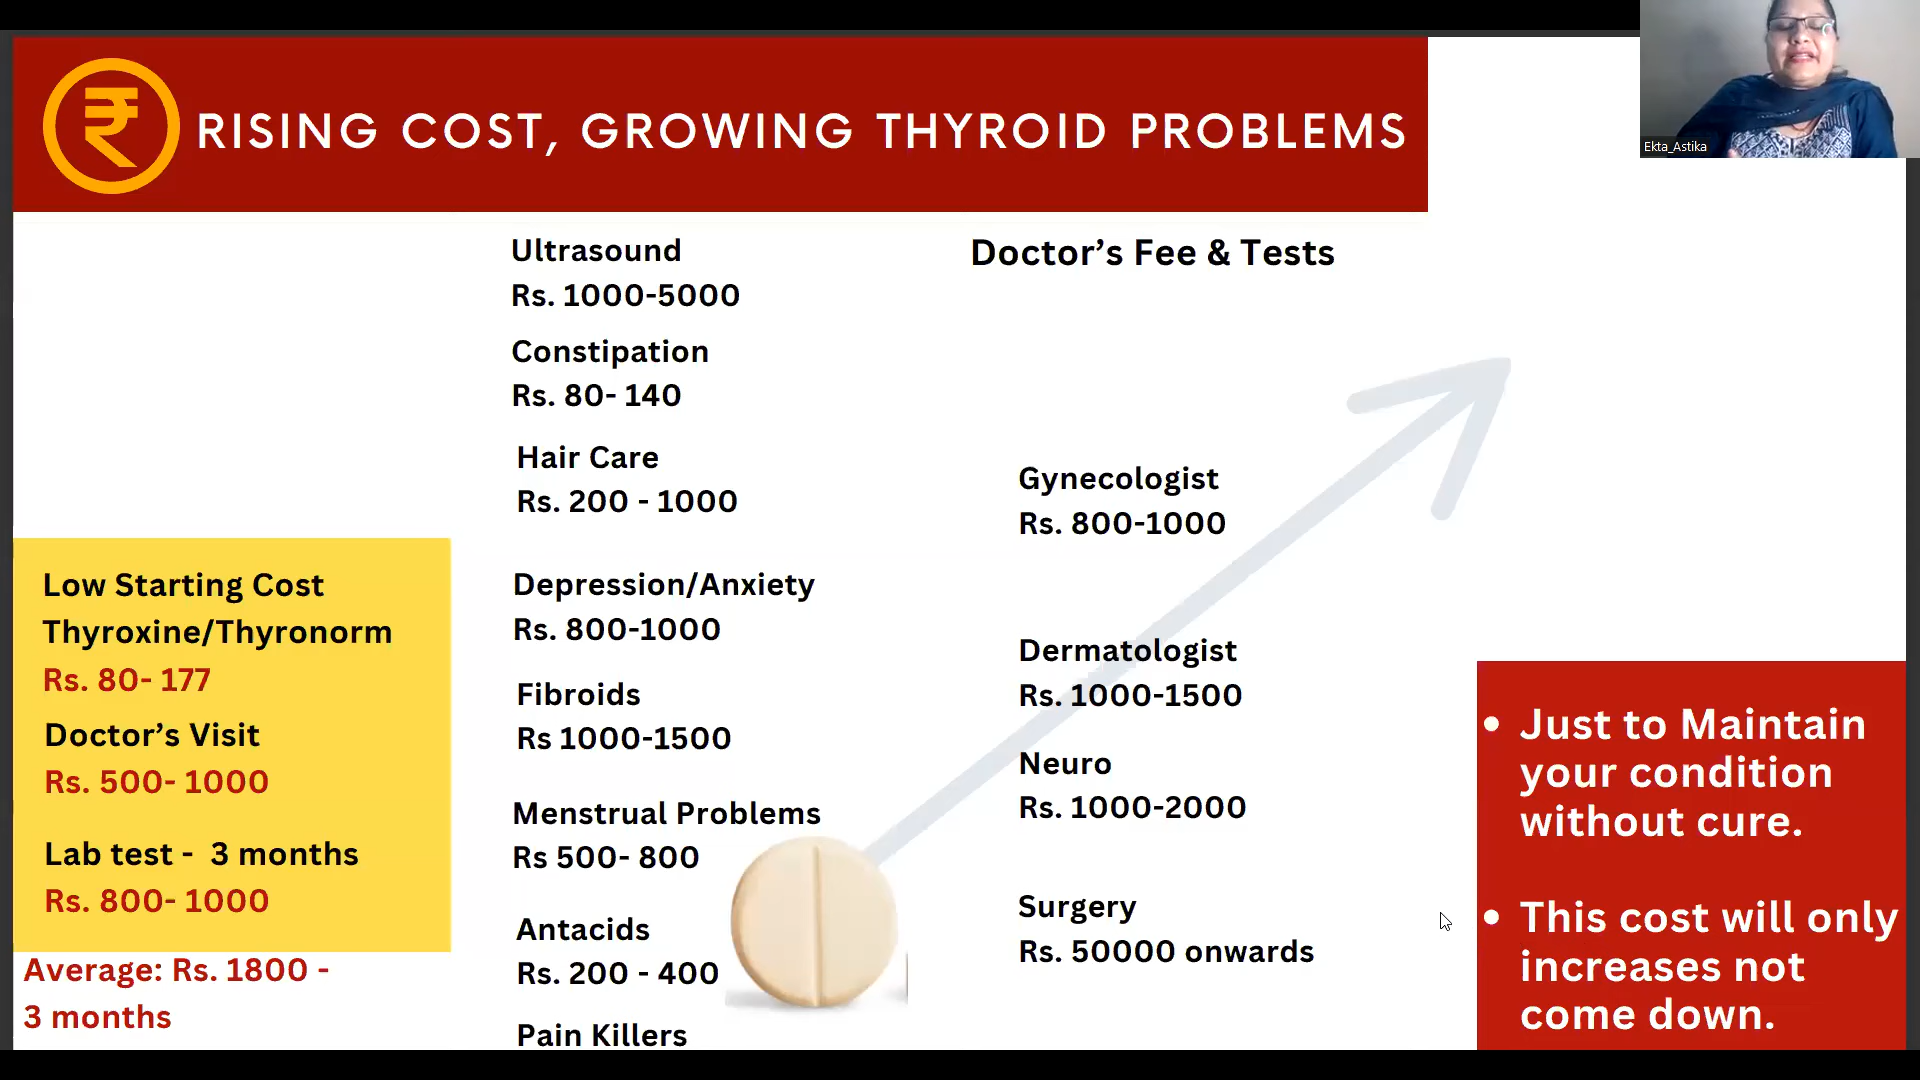 ₹
RISING COST, GROWING THYROID PROBLEMS
Ekta_Astika
Low Starting Cost
Thyroxine/Thyronorm
Rs. 80- 177
Doctor’s Visit
Rs. 500- 1000
Lab test - 3 months
Rs. 800- 1000
Average: Rs. 1800 -
3 months
Ultrasound
Rs. 1000-5000
Constipation
Rs. 80- 140
Hair Care
Rs. 200 - 1000
Depression/Anxiety
Rs. 800-1000
Fibroids
Rs 1000-1500
Menstrual Problems
Rs 500- 800
Antacids
Rs. 200 - 400
Pain Killers
Doctor’s Fee & Tests
Gynecologist
Rs. 800-1000
Dermatologist
Rs. 1000-1500
Neuro
Rs. 1000-2000
Surgery
Rs. 50000 onwards
• Just to Maintain
your condition
without cure.
• This cost will only
increases not
come down.